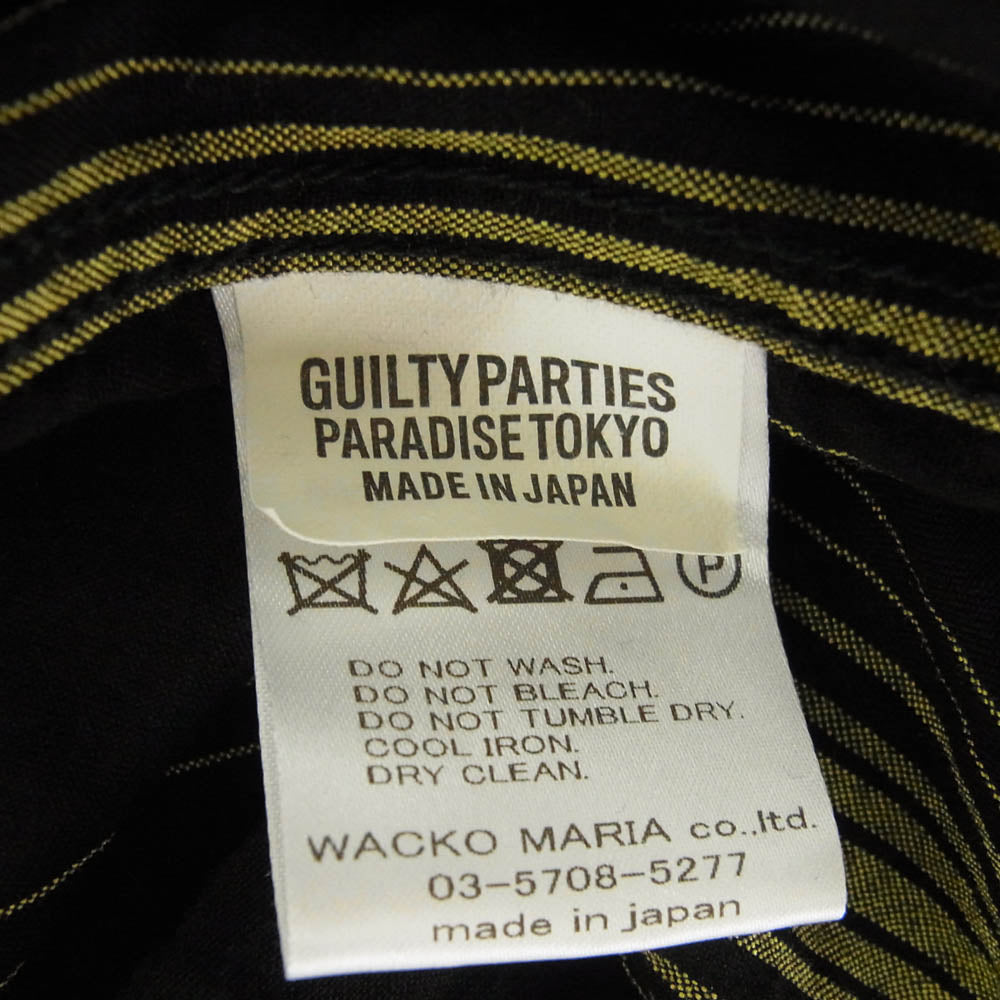 GUILTY PARTIES
PARADISE TOKYO
MADE IN JAPAN
P
DO NOT WASH.
DO NOT BLEACH.
DO NOT TUMBLE DRY.
COOL IRON.
DRY CLEAN.
WACKO MARIA co.,ltd.
03-5708-5277
made in japan